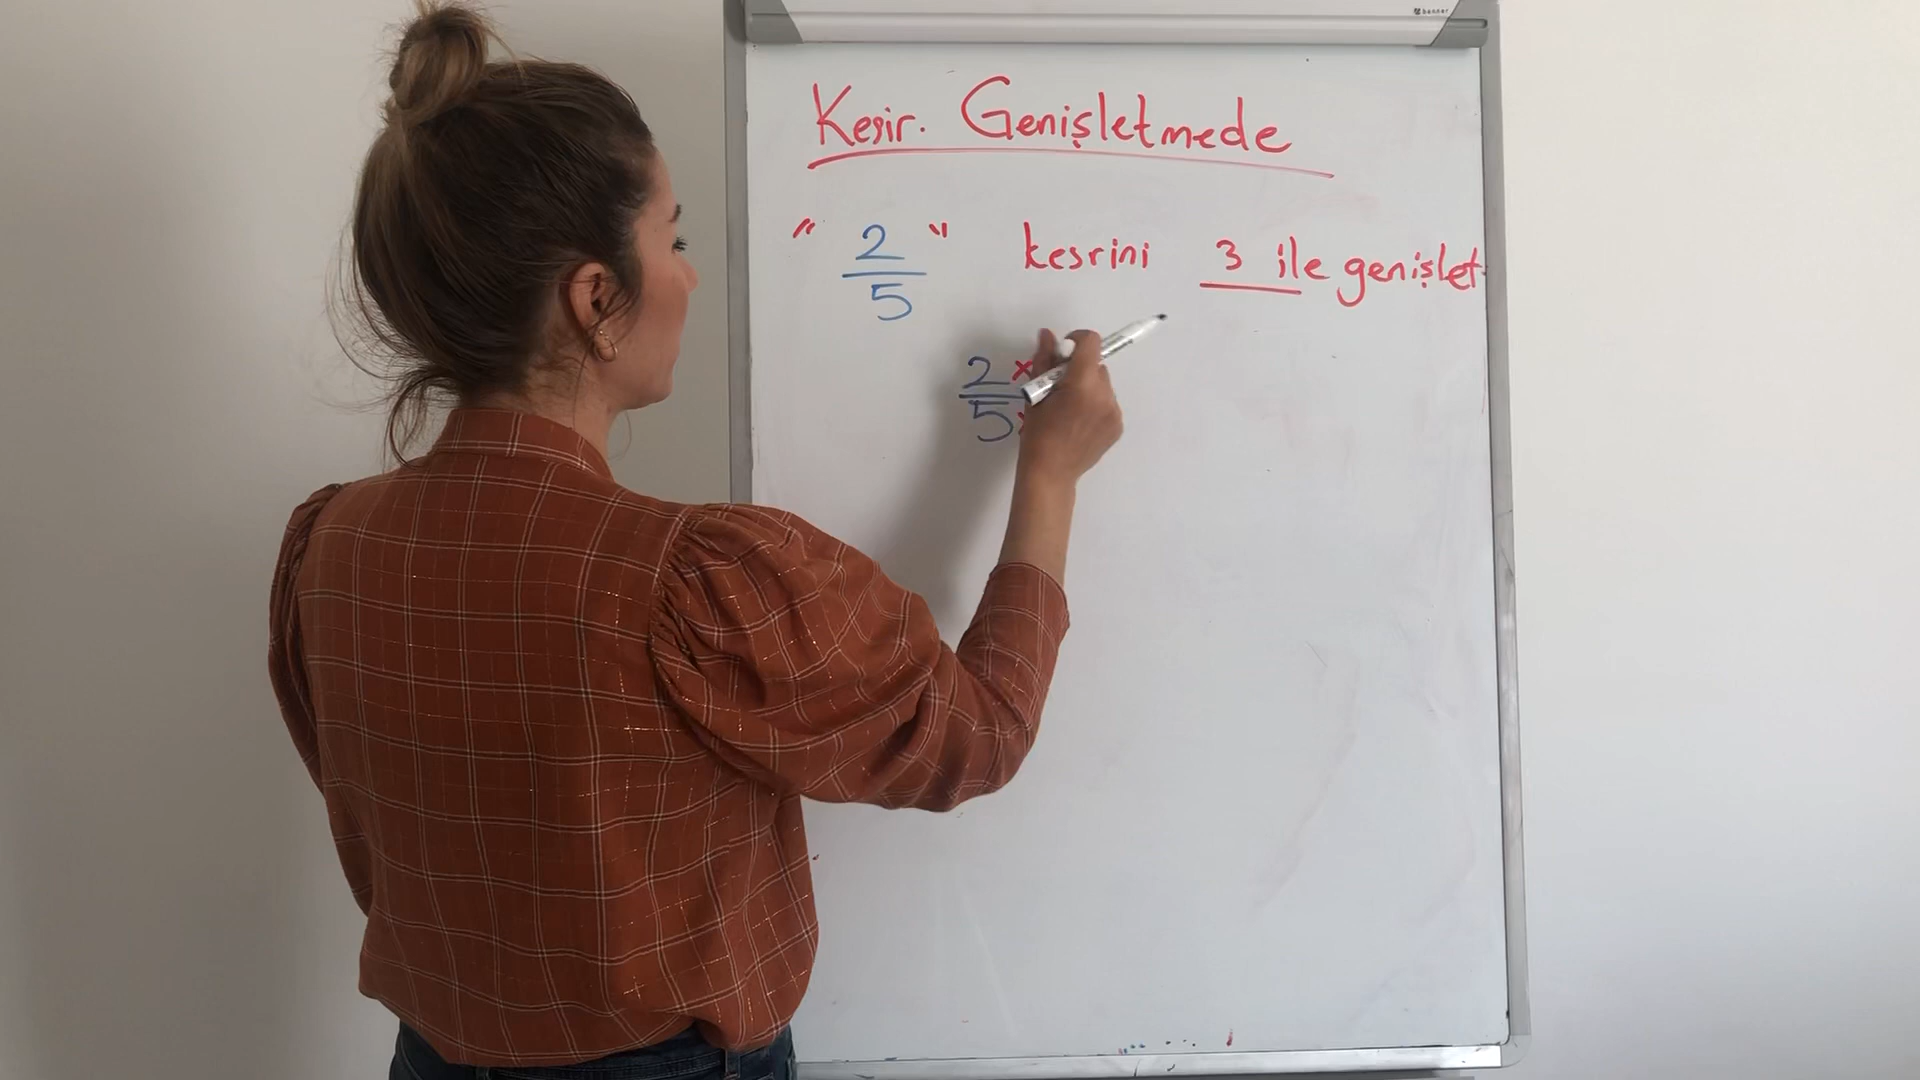 Kesir. Genişletmede
" 2/5 " kesrini 3 ile genişlet
2 x
5